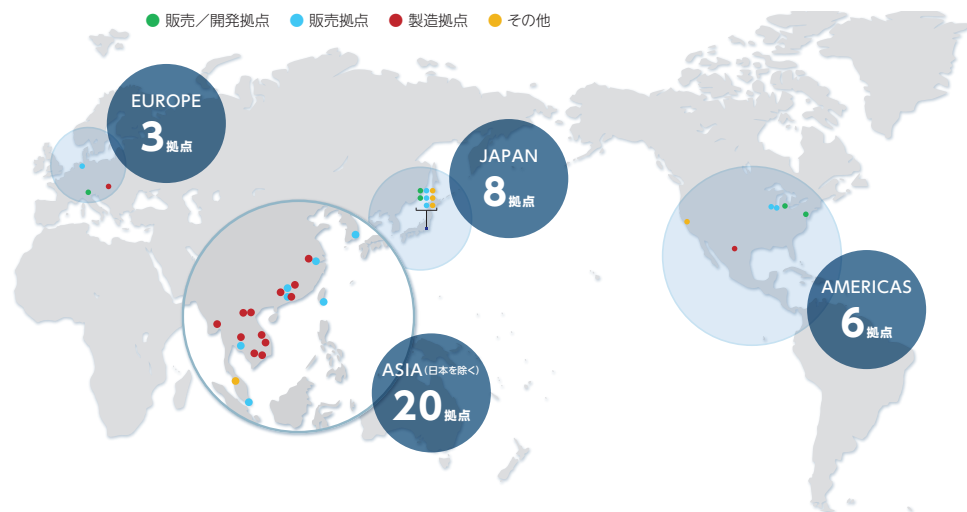 販売／開発拠点 販売拠点 製造拠点 その他
EUROPE
3拠点
JAPAN
8拠点
AMERICAS
6拠点
ASIA(日本を除く)
20拠点